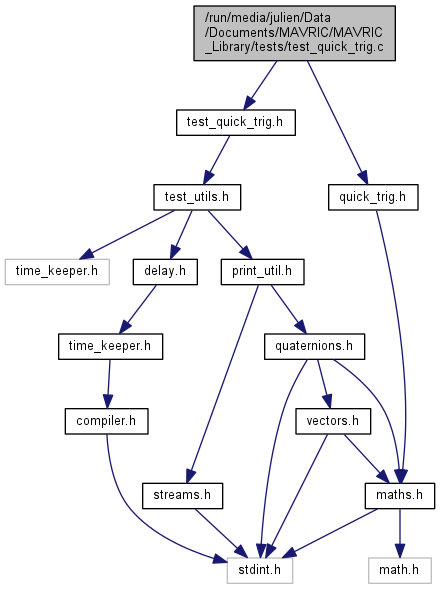 /run/media/julien/Data
/Documents/MAVRIC/MAVRIC
_Library/tests/test_quick_trig.c
test_quick_trig.h
test_utils.h
quick_trig.h
time_keeper.h
delay.h
print_util.h
time_keeper.h
quaternions.h
compiler.h
vectors.h
streams.h
maths.h
stdint.h
math.h